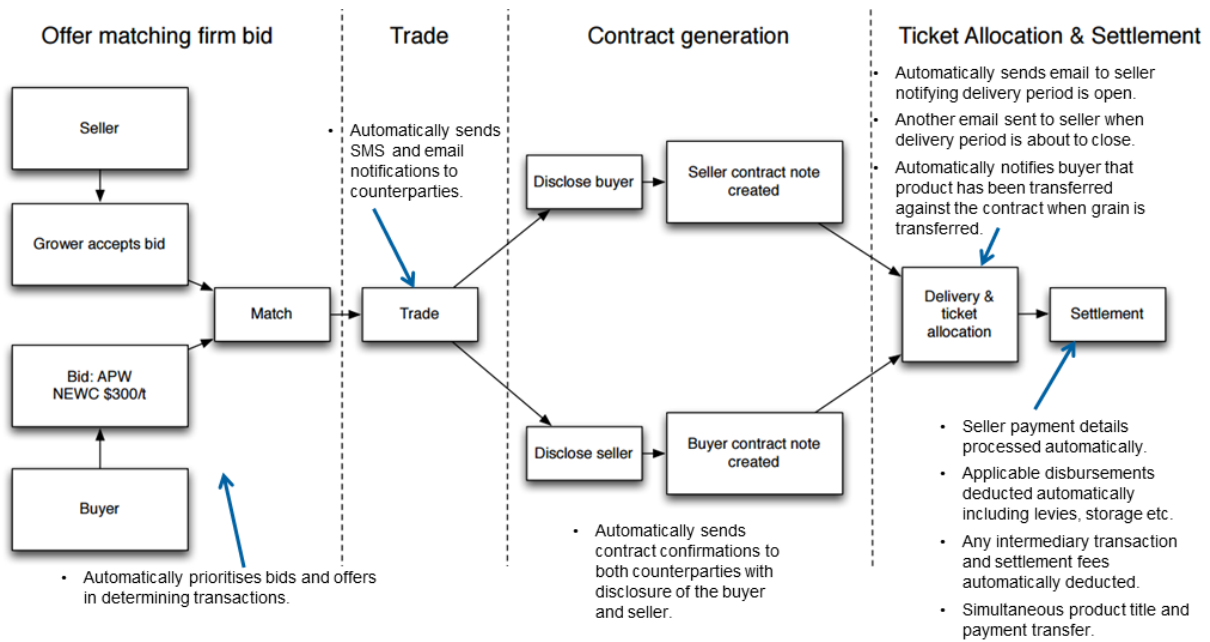 Offer matching firm bid
Trade
Contract generation
Ticket Allocation & Settlement
Seller
Grower accepts bid
Match
Bid: APW
NEWC $300/t
Buyer
• Automatically prioritises bids and offers
in determining transactions.
• Automatically sends
SMS and email
notifications to
counterparties.
Trade
Disclose buyer
Seller contract note
created
Disclose seller
Buyer contract note
created
• Automatically sends
contract confirmations to
both counterparties with
disclosure of the buyer
and seller.
• Automatically sends email to seller
notifying delivery period is open.
• Another email sent to seller when
delivery period is about to close.
• Automatically notifies buyer that
product has been transferred
against the contract when grain is
transferred.
Delivery &
ticket
allocation
Settlement
• Seller payment details
processed automatically.
• Applicable disbursements
deducted automatically
including levies, storage etc.
• Any intermediary transaction
and settlement fees
automatically deducted.
• Simultaneous product title and
payment transfer.